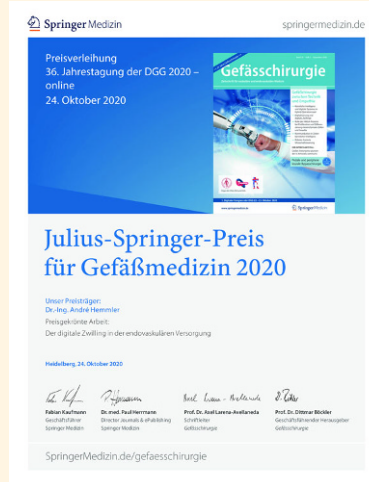 Springer Medizin
springermedizin.de
Preisverleihung
36. Jahrestagung der DGG 2020 –
online
24. Oktober 2020
Gefässchirurgie
Julius-Springer-Preis
für Gefäßmedizin 2020
Unser Preisträger:
Dr.-Ing. André Hemmler
Preisgekrönte Arbeit:
Der digitale Zwilling in der endovaskulären Versorgung
Heidelberg, 24. Oktober 2020
Fabian Kaufmann
Geschäftsführer
Springer Medizin
Dr. med. Paul Herrmann
Director Journals & ePublishing
Springer Medizin
Prof. Dr. Axel Larena-Avellaneda
Schriftleiter
Gefässchirurgie
Prof. Dr. Dittmar Böckler
Geschäftsführender Herausgeber
Gefässchirurgie
SpringerMedizin.de/gefaesschirurgie